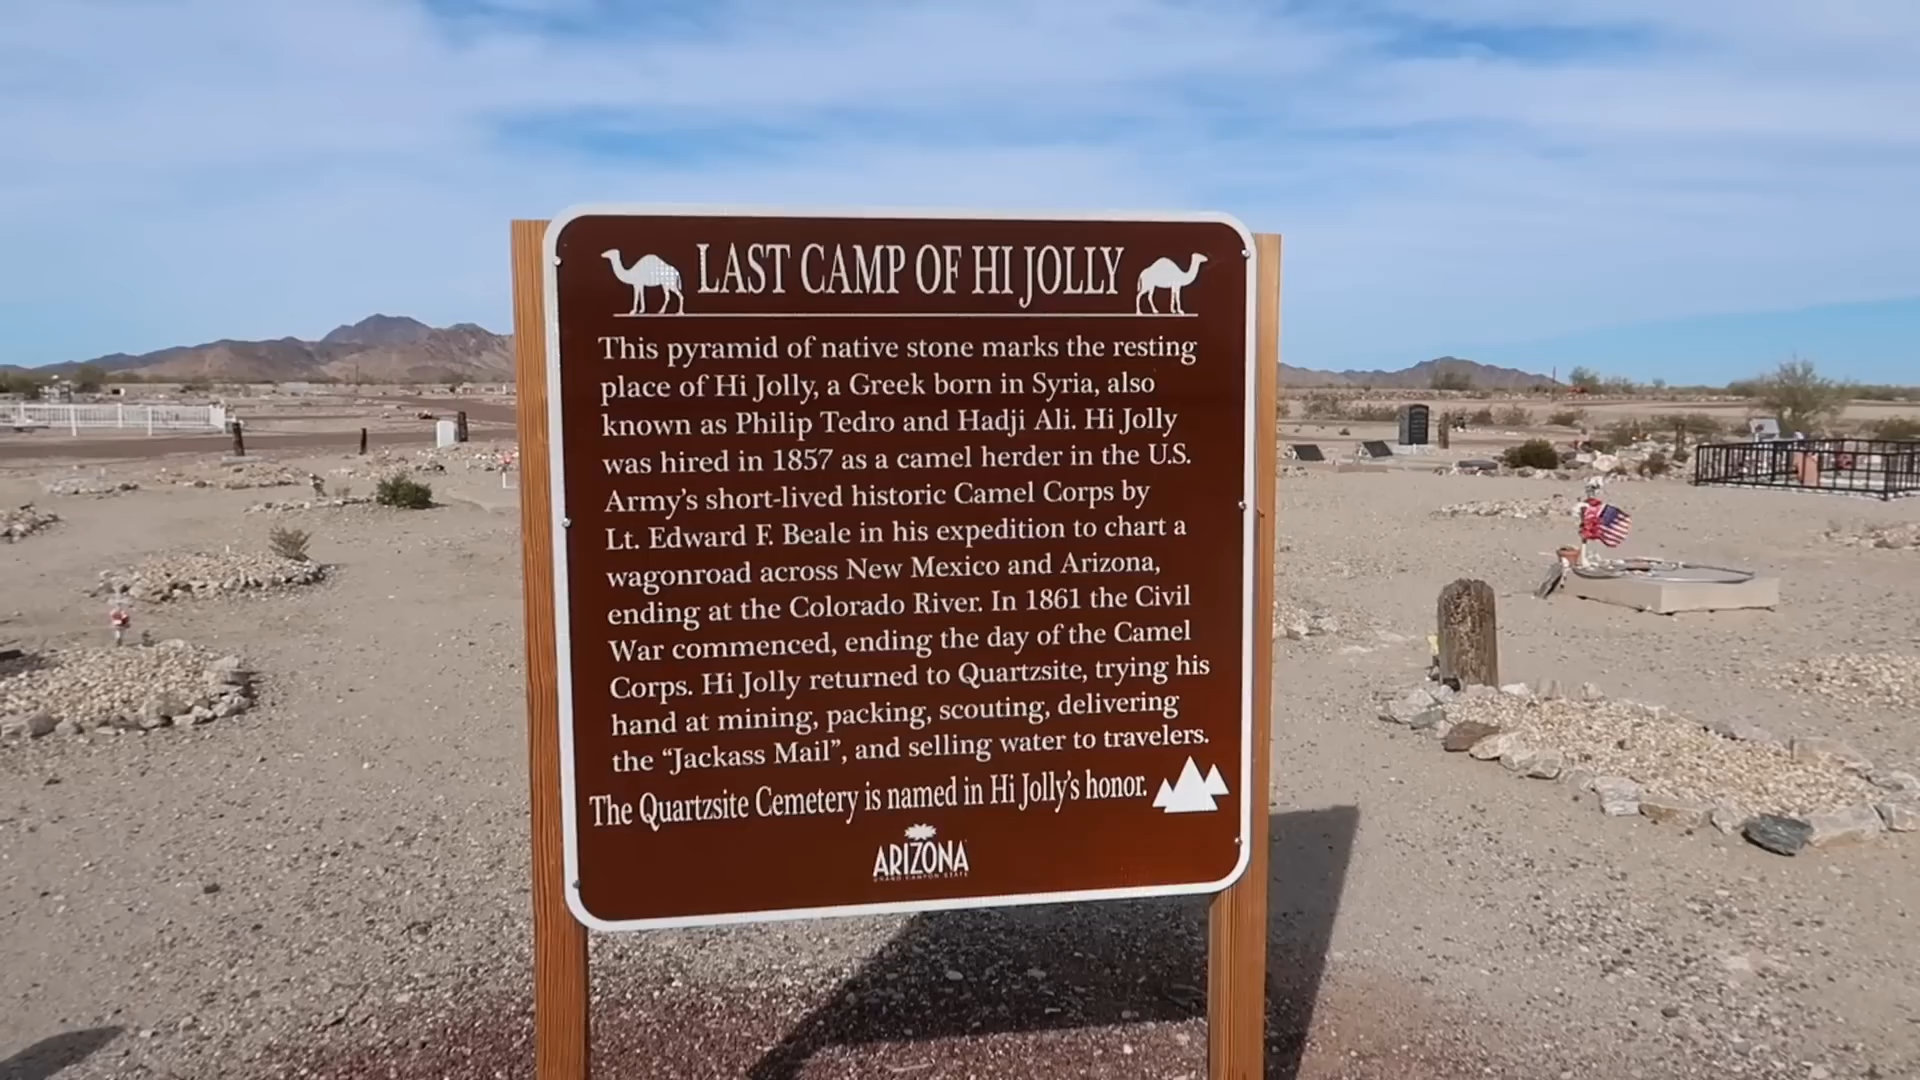 LAST CAMP OF HI JOLLY
This pyramid of native stone marks the resting
place of Hi Jolly, a Greek born in Syria, also
known as Philip Tedro and Hadji Ali. Hi Jolly
was hired in 1857 as a camel herder in the U.S.
Army's short-lived historic Camel Corps by
Lt. Edward F. Beale in his expedition to chart a
wagonroad across New Mexico and Arizona,
ending at the Colorado River. In 1861 the Civil
War commenced, ending the day of the Camel
Corps. Hi Jolly returned to Quartzsite, trying his
hand at mining, packing, scouting, delivering
the “Jackass Mail”, and selling water to travelers.
The Quartzsite Cemetery is named in Hi Jolly's honor.
ARIZONA
GRAND CANYON STATE